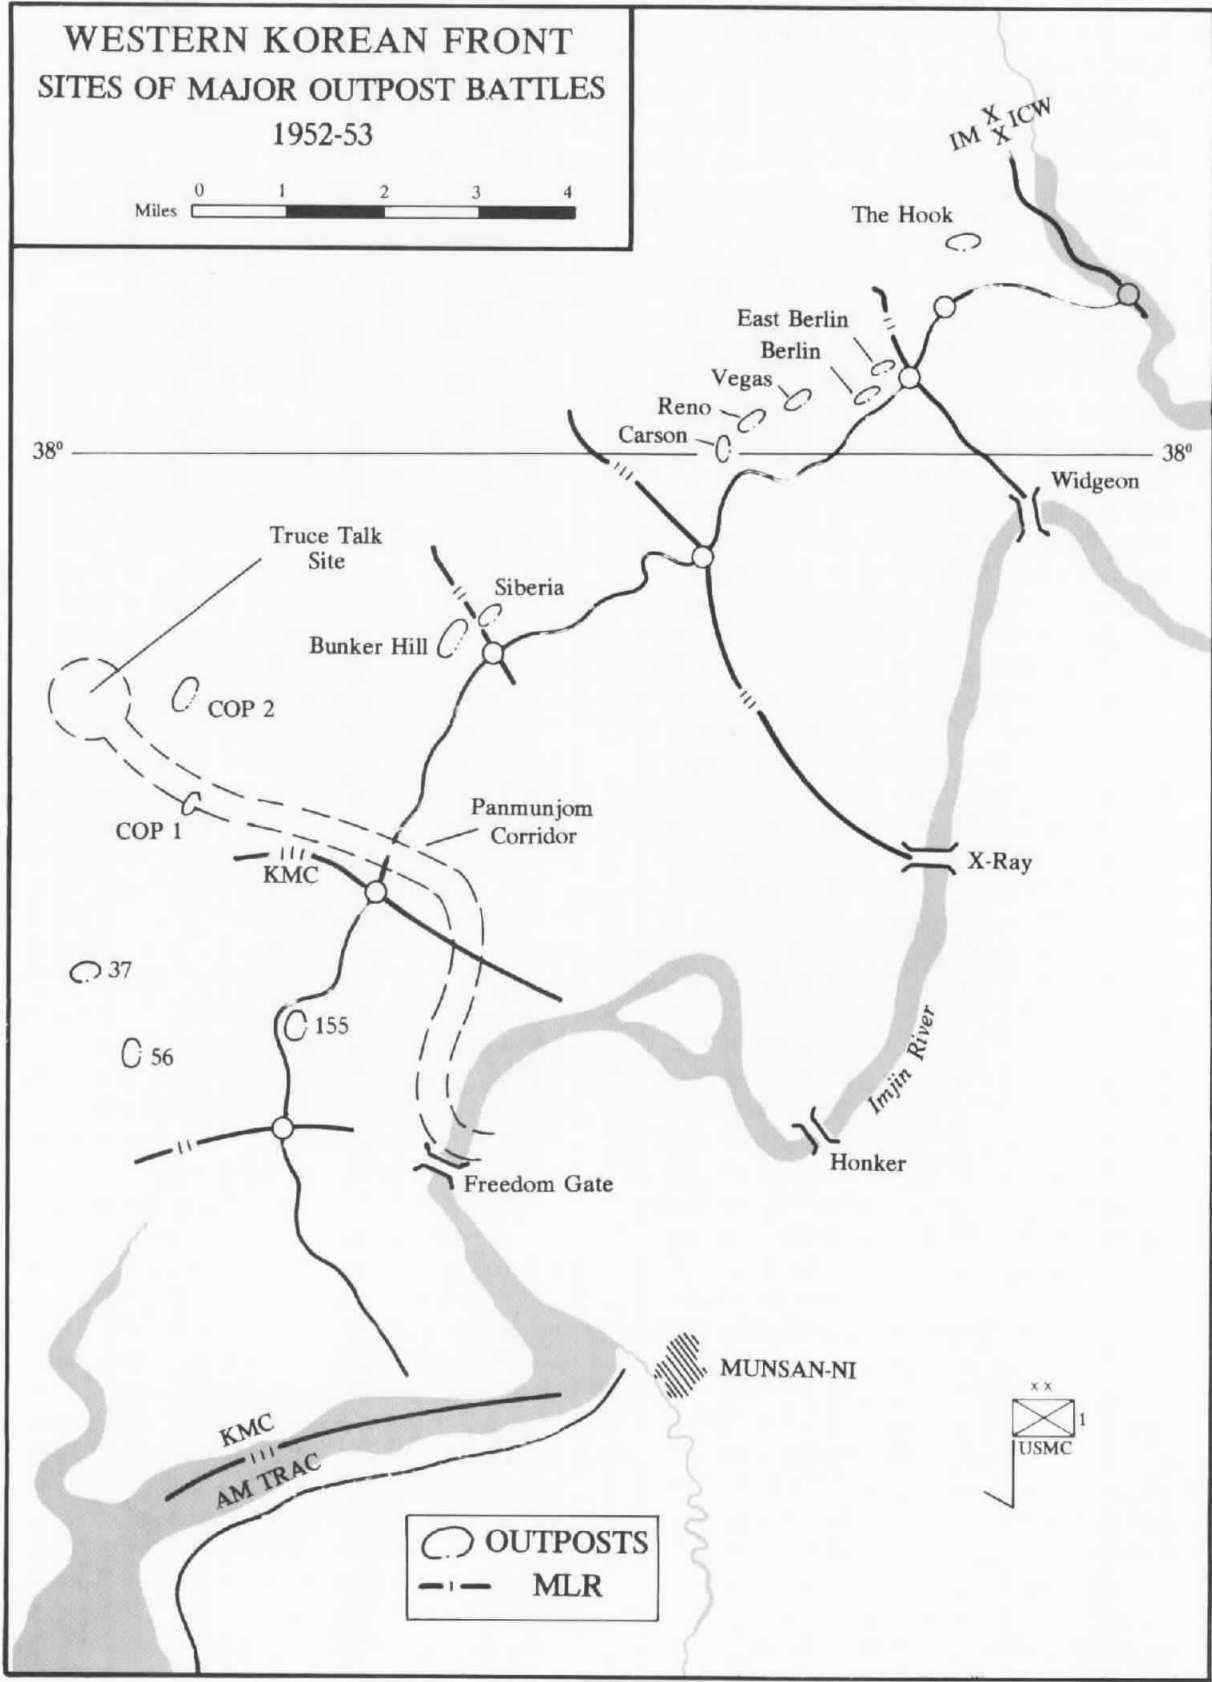 WESTERN KOREAN FRONT
SITES OF MAJOR OUTPOST BATTLES
1952-53
0 1 2 3 4
Miles
X
IM ICW
X
The Hook
East Berlin
Berlin
Vegas
Reno
Carson
38⁰
38⁰
Widgeon
Truce Talk
Site
Siberia
Bunker Hill
COP 2
Panmunjom
Corridor
COP 1
KMC
X-Ray
37
155
56
Imjin River
Honker
Freedom Gate
MUNSAN-NI
KMC
AM TRAC
XX
1
USMC
OUTPOSTS
MLR